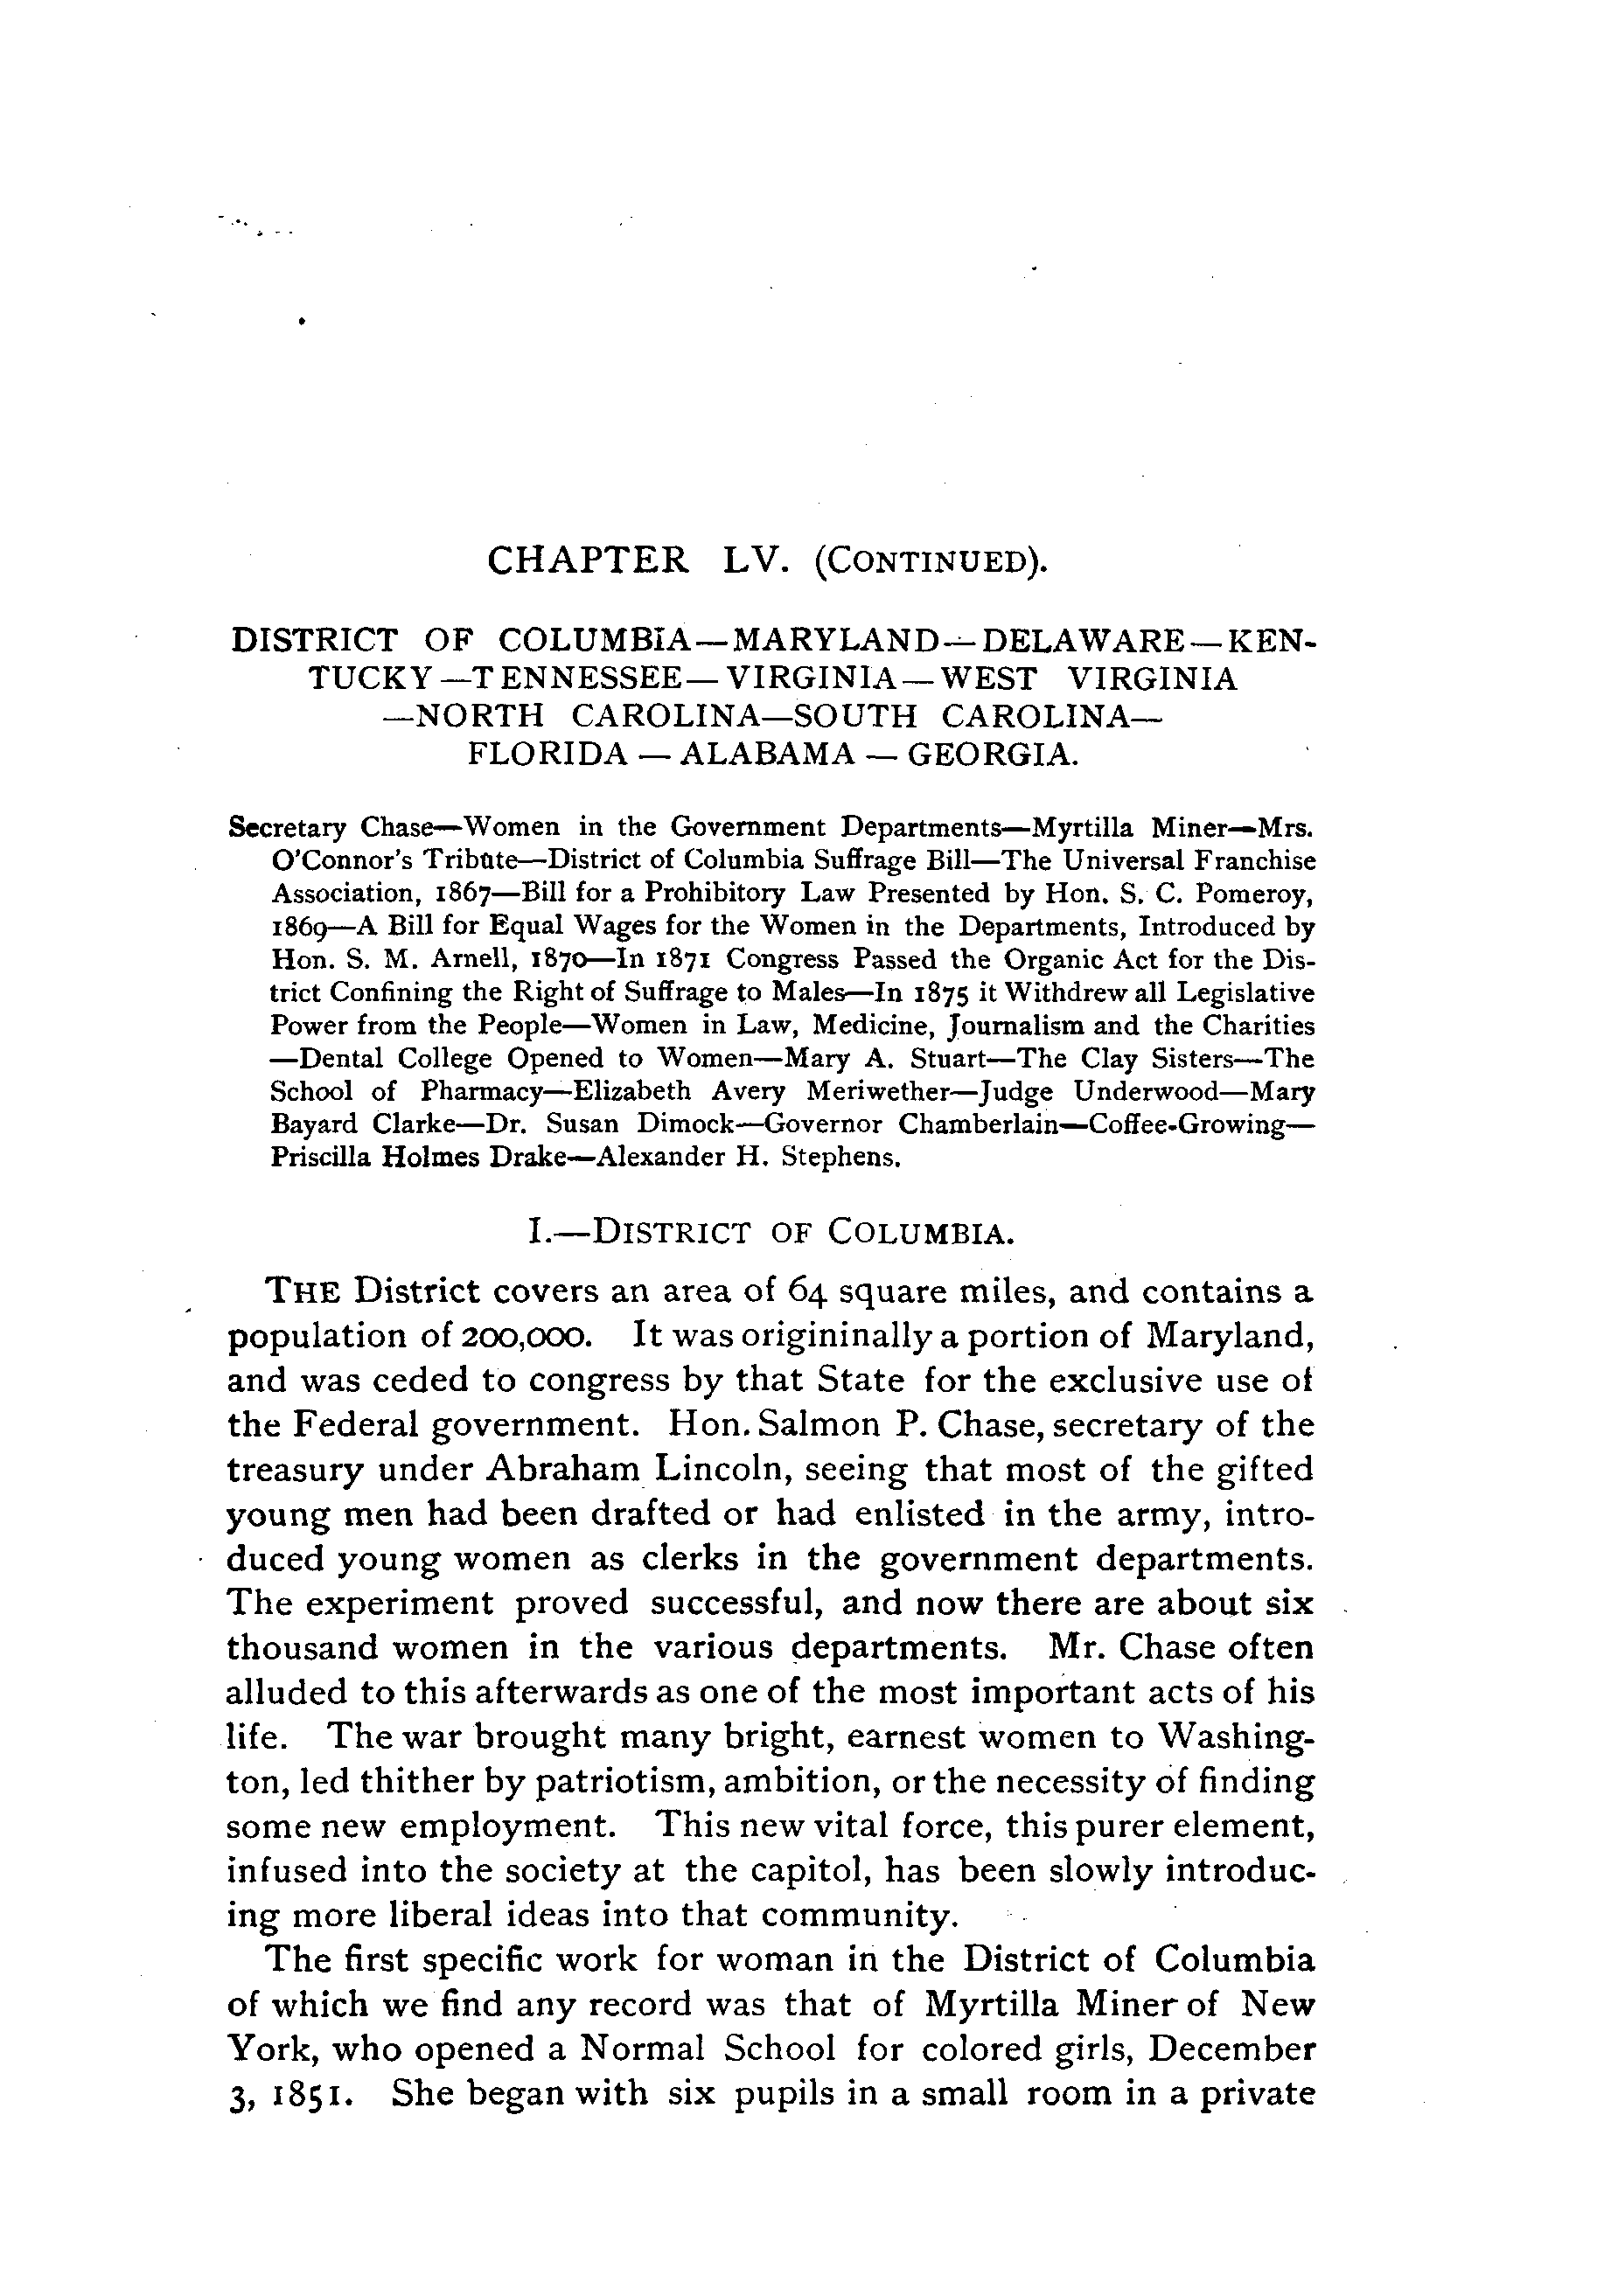 CHAPTER LV. (CONTINUED).
DISTRICT OF COLUMBIA—MARYLAND—DELAWARE—KEN-
TUCKY—TENNESSEE—VIRGINIA—WEST VIRGINIA
—NORTH CAROLINA—SOUTH CAROLINA—
FLORIDA — ALABAMA — GEORGIA.
Secretary Chase—Women in the Government Departments—Myrtilla Miner—Mrs.
O'Connor's Tribute—District of Columbia Suffrage Bill—The Universal Franchise
Association, 1867—Bill for a Prohibitory Law Presented by Hon. S. C. Pomeroy,
1869—A Bill for Equal Wages for the Women in the Departments, Introduced by
Hon. S. M. Arnell, 1870—In 1871 Congress Passed the Organic Act for the Dis-
trict Confining the Right of Suffrage to Males—In 1875 it Withdrew all Legislative
Power from the People—Women in Law, Medicine, Journalism and the Charities
—Dental College Opened to Women—Mary A. Stuart—The Clay Sisters—The
School of Pharmacy—Elizabeth Avery Meriwether—Judge Underwood—Mary
Bayard Clarke—Dr. Susan Dimock—Governor Chamberlain—Coffee-Growing—
Priscilla Holmes Drake—Alexander H. Stephens.
I.—DISTRICT OF COLUMBIA.
THE District covers an area of 64 square miles, and contains a
population of 200,000. It was origininally a portion of Maryland,
and was ceded to congress by that State for the exclusive use of
the Federal government. Hon. Salmon P. Chase, secretary of the
treasury under Abraham Lincoln, seeing that most of the gifted
young men had been drafted or had enlisted in the army, intro-
duced young women as clerks in the government departments.
The experiment proved successful, and now there are about six
thousand women in the various departments. Mr. Chase often
alluded to this afterwards as one of the most important acts of his
life. The war brought many bright, earnest women to Washing-
ton, led thither by patriotism, ambition, or the necessity of finding
some new employment. This new vital force, this purer element,
infused into the society at the capitol, has been slowly introduc-
ing more liberal ideas into that community.
The first specific work for woman in the District of Columbia
of which we find any record was that of Myrtilla Miner of New
York, who opened a Normal School for colored girls, December
3, 1851. She began with six pupils in a small room in a private